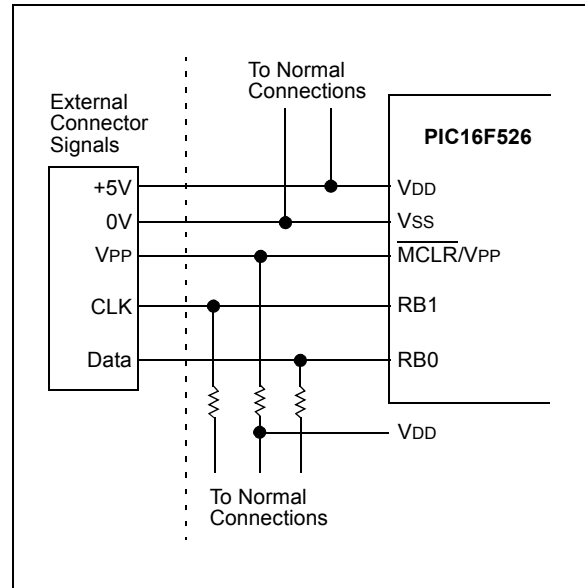 To Normal
Connections
External
Connector
Signals
PIC16F526
+5V
VDD
0V
VSS
VPP
MCLR/VPP
CLK
RB1
Data
RB0
VDD
To Normal
Connections